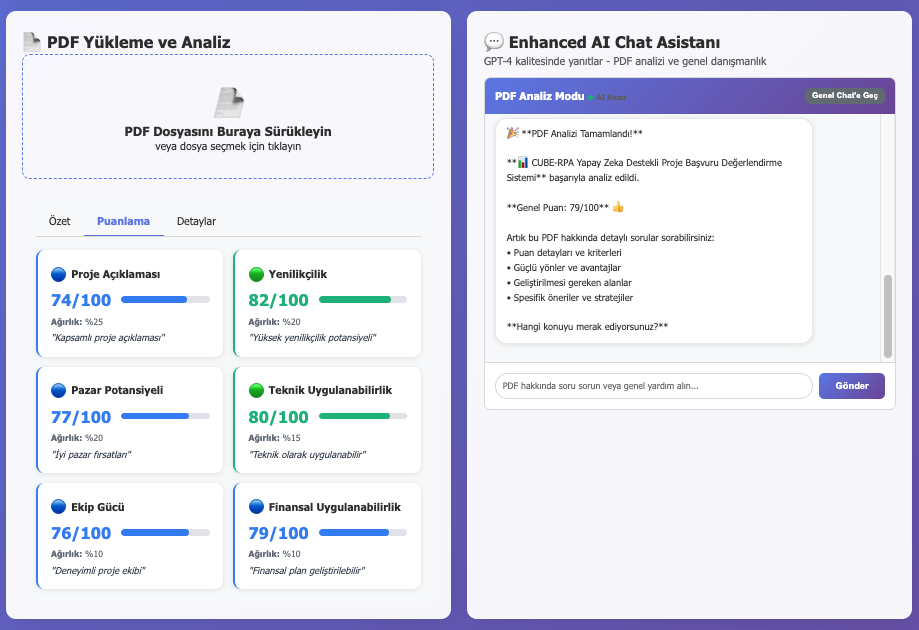 PDF Yükleme ve Analiz
PDF Dosyasını Buraya Sürükleyin
veya dosya seçmek için tıklayın
Özet Puanlama Detaylar
Proje Açıklaması
74/100
Ağırlık: %25
"Kapsamlı proje açıklaması"
Yenilikçilik
82/100
Ağırlık: %20
"Yüksek yenilikçilik potansiyeli"
Pazar Potansiyeli
77/100
Ağırlık: %20
"İyi pazar fırsatları"
Teknik Uygulanabilirlik
80/100
Ağırlık: %15
"Teknik olarak uygulanabilir"
Ekip Gücü
76/100
Ağırlık: %10
"Deneyimli proje ekibi"
Finansal Uygulanabilirlik
79/100
Ağırlık: %10
"Finansal plan geliştirilebilir"
Enhanced AI Chat Asistanı
GPT-4 kalitesinde yanıtlar - PDF analizi ve genel danışmanlık
PDF Analiz Modu AI Hazır Genel Chat'e Geç
🎉 **PDF Analizi Tamamlandı!**
**📊 CUBE-RPA Yapay Zeka Destekli Proje Başvuru Değerlendirme
Sistemi** başarıyla analiz edildi.
**Genel Puan: 79/100** 👍
Artık bu PDF hakkında detaylı sorular sorabilirsiniz:
• Puan detayları ve kriterleri
• Güçlü yönler ve avantajlar
• Geliştirilmesi gereken alanlar
• Spesifik öneriler ve stratejiler
**Hangi konuyu merak ediyorsunuz?**
PDF hakkında soru sorun veya genel yardım alın... Gönder